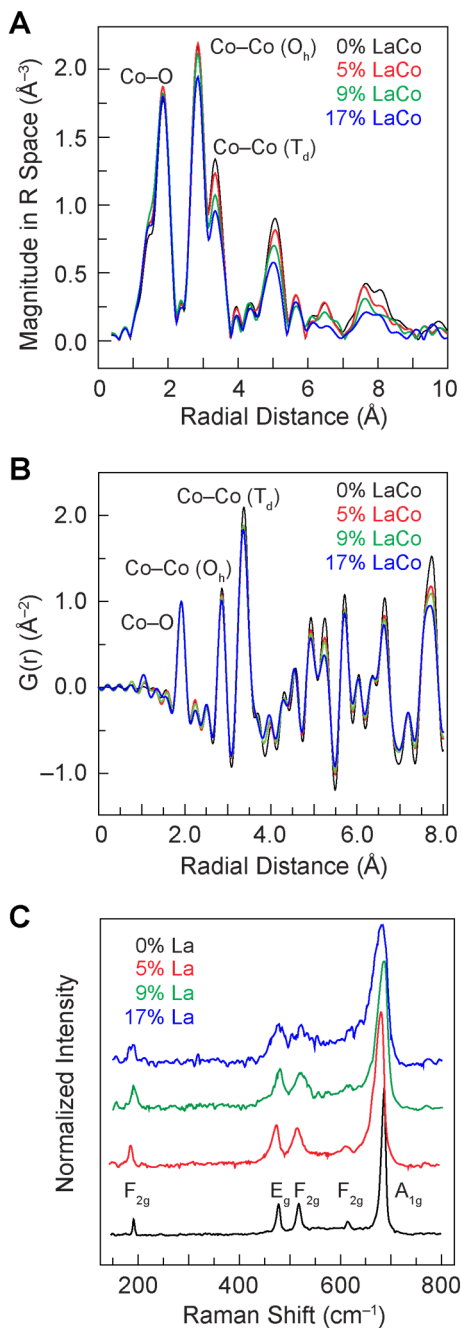 A
Co–Co (Oh)
Co–O
Co–Co (Td)
0% LaCo
5% LaCo
9% LaCo
17% LaCo
Magnitude in R Space (Å–3)
2.0
1.5
1.0
0.5
0.0
0 1 2 3 4 5 6 7 8 9 10
Radial Distance (Å)
B
Co–Co (Td)
Co–Co (Oh)
Co–O
0% LaCo
5% LaCo
9% LaCo
17% LaCo
G(r) (Å–2)
2.0
1.0
0.0
–1.0
0 2.0 4.0 6.0 8.0
Radial Distance (Å)
C
0% La
5% La
9% La
17% La
Normalized Intensity
F2g Eg F2g F2g A1g
200 400 600 800
Raman Shift (cm–1)